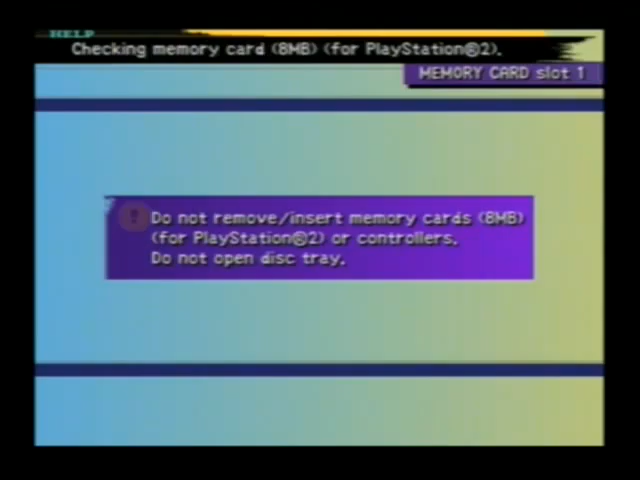 HELP
Checking memory card (8MB) (for PlayStation®2).
MEMORY CARD slot 1
! Do not remove/insert memory cards (8MB)
(for PlayStation®2) or controllers.
Do not open disc tray.